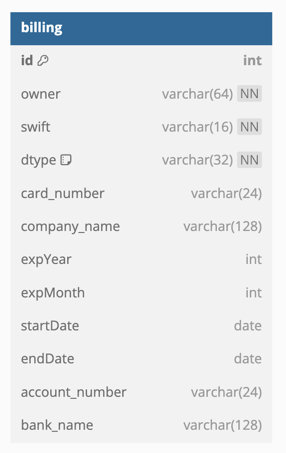 billing
id int
owner varchar(64) NN
swift varchar(16) NN
dtype varchar(32) NN
card_number varchar(24)
company_name varchar(128)
expYear int
expMonth int
startDate date
endDate date
account_number varchar(24)
bank_name varchar(128)